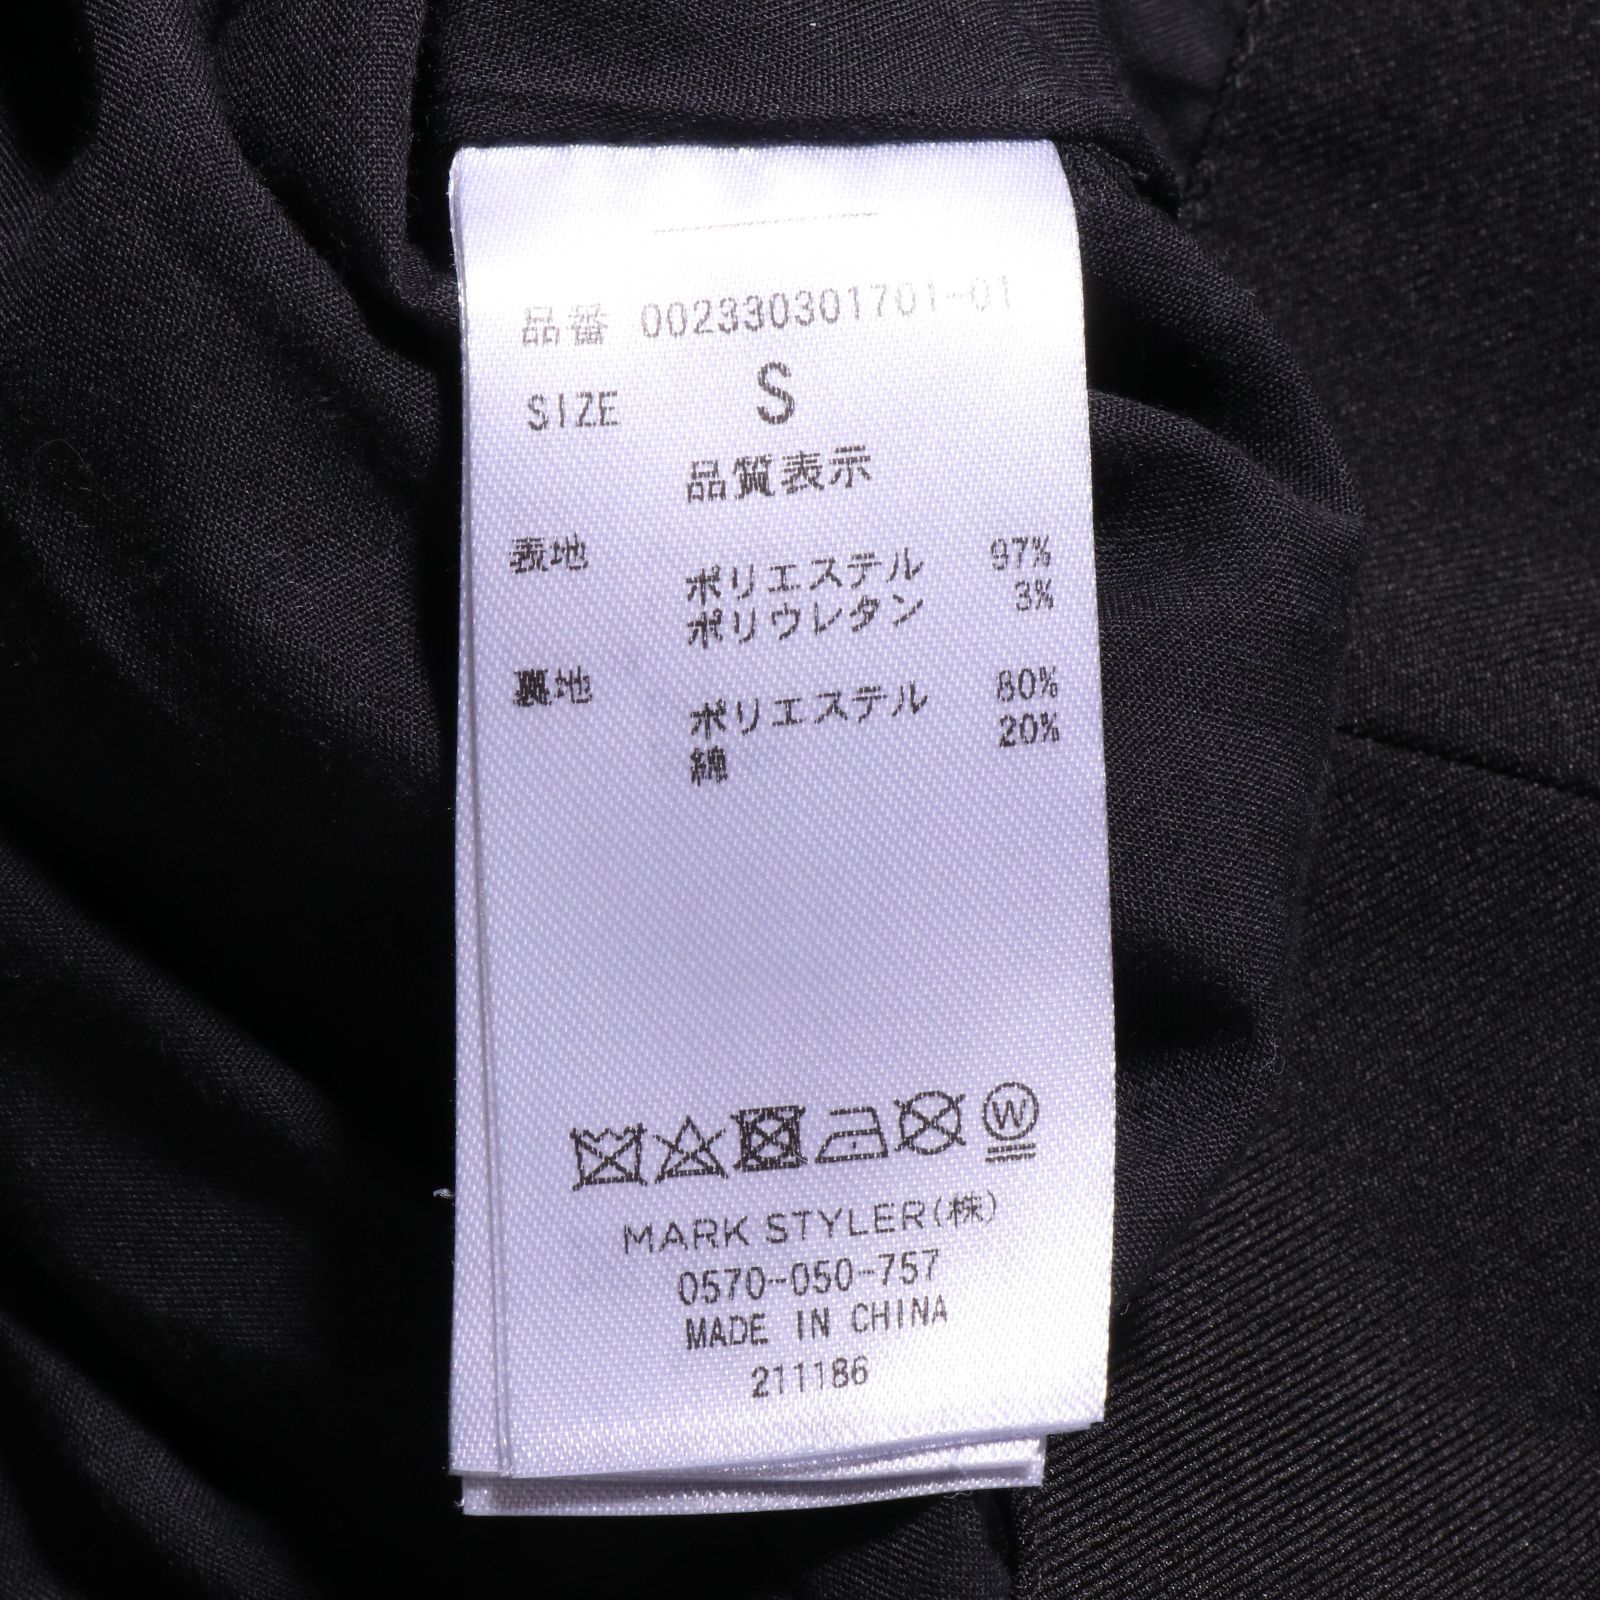 品番 002330301701-01
SIZE S
品質表示
表地 ポリエステル 97%
ポリウレタン 3%
裏地 ポリエステル 80%
綿 20%
W
MARK STYLER(株)
0570-050-757
MADE IN CHINA
211186